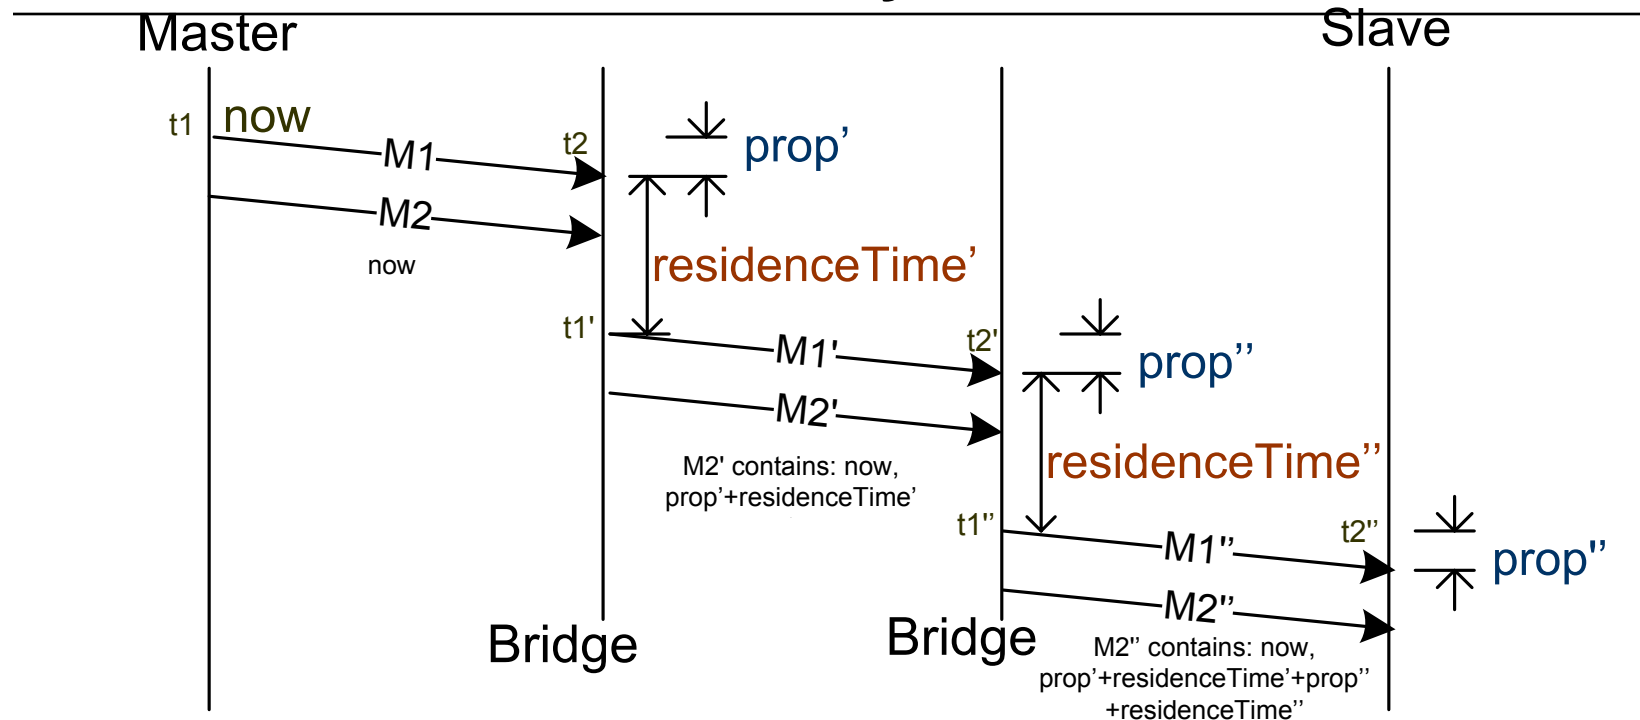 Master
Slave
t1
now
M1
t2
prop’
M2
now
residenceTime’
t1'
M1'
t2'
prop’’
M2'
M2' contains: now,
prop’+residenceTime’
residenceTime’’
t1’’
M1’’
t2’’
prop’’
M2’’
Bridge
Bridge
M2’’ contains: now,
prop’+residenceTime’+prop’’
+residenceTime’’